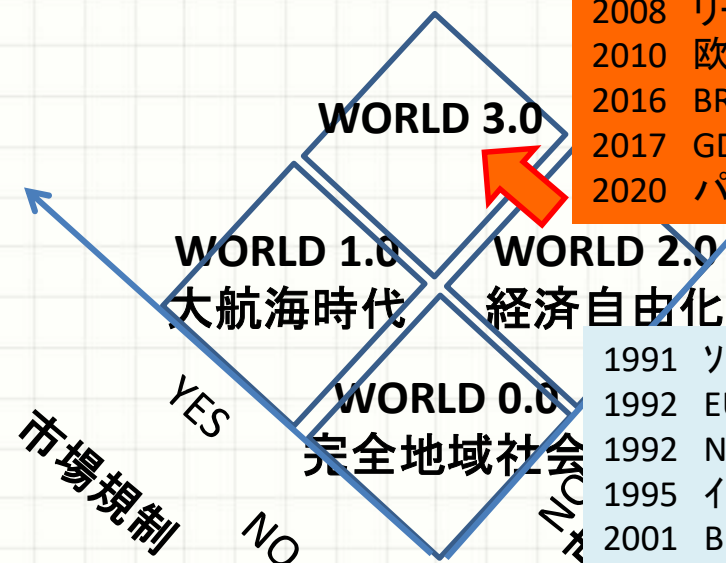 2008
2010 欧
2016 BR
2017 GD
2020
WORLD 3.0
WORLD 1.0
大航海時代
WORLD 2.0
経済自由化
WORLD 0.0
完全地域社会
1991 ソ
1992 EU
1992 N
1995 イ
2001 B
YES
市場規制
NO
NO